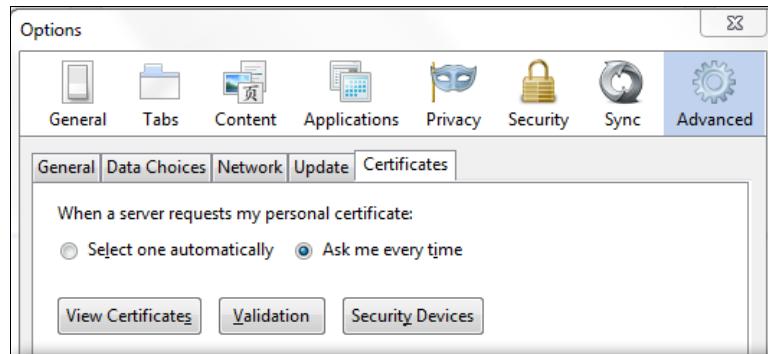 Options
页
General Tabs Content Applications Privacy Security Sync Advanced
General Data Choices Network Update Certificates
When a server requests my personal certificate:
Select one automatically Ask me every time
View Certificates Validation Security Devices